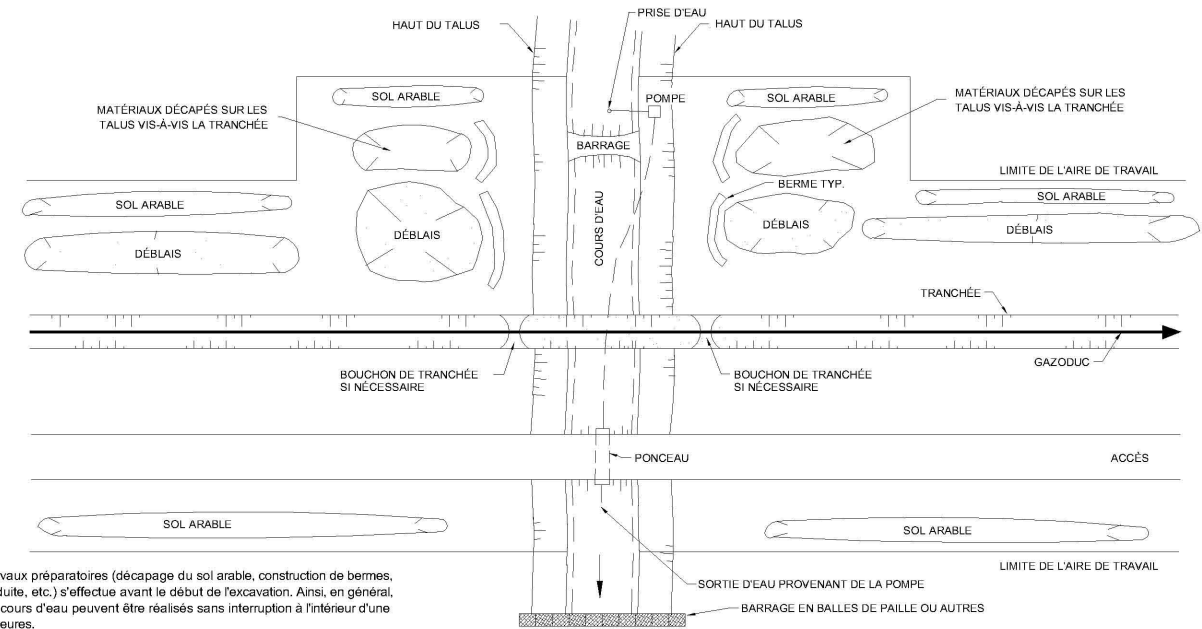 PRISE D'EAU
HAUT DU TALUS
HAUT DU TALUS
SOL ARABLE
POMPE
SOL ARABLE
MATÉRIAUX DÉCAPÉS SUR LES
TALUS VIS-À-VIS LA TRANCHÉE
MATÉRIAUX DÉCAPÉS SUR LES
TALUS VIS-À-VIS LA TRANCHÉE
BARRAGE
LIMITE DE L'AIRE DE TRAVAIL
BERME TYP.
SOL ARABLE
SOL ARABLE
COURS D'EAU
DÉBLAIS
DÉBLAIS
DÉBLAIS
DÉBLAIS
TRANCHÉE
GAZODUC
BOUCHON DE TRANCHÉE
SI NÉCESSAIRE
BOUCHON DE TRANCHÉE
SI NÉCESSAIRE
PONCEAU
ACCÈS
SOL ARABLE
SOL ARABLE
LIMITE DE L'AIRE DE TRAVAIL
vaux préparatoires (décapage du sol arable, construction de bermes,
duite, etc.) s'effectue avant le début de l'excavation. Ainsi, en général,
cours d'eau peuvent être réalisés sans interruption à l'intérieur d'une
eures.
SORTIE D'EAU PROVENANT DE LA POMPE
BARRAGE EN BALLES DE PAILLE OU AUTRES